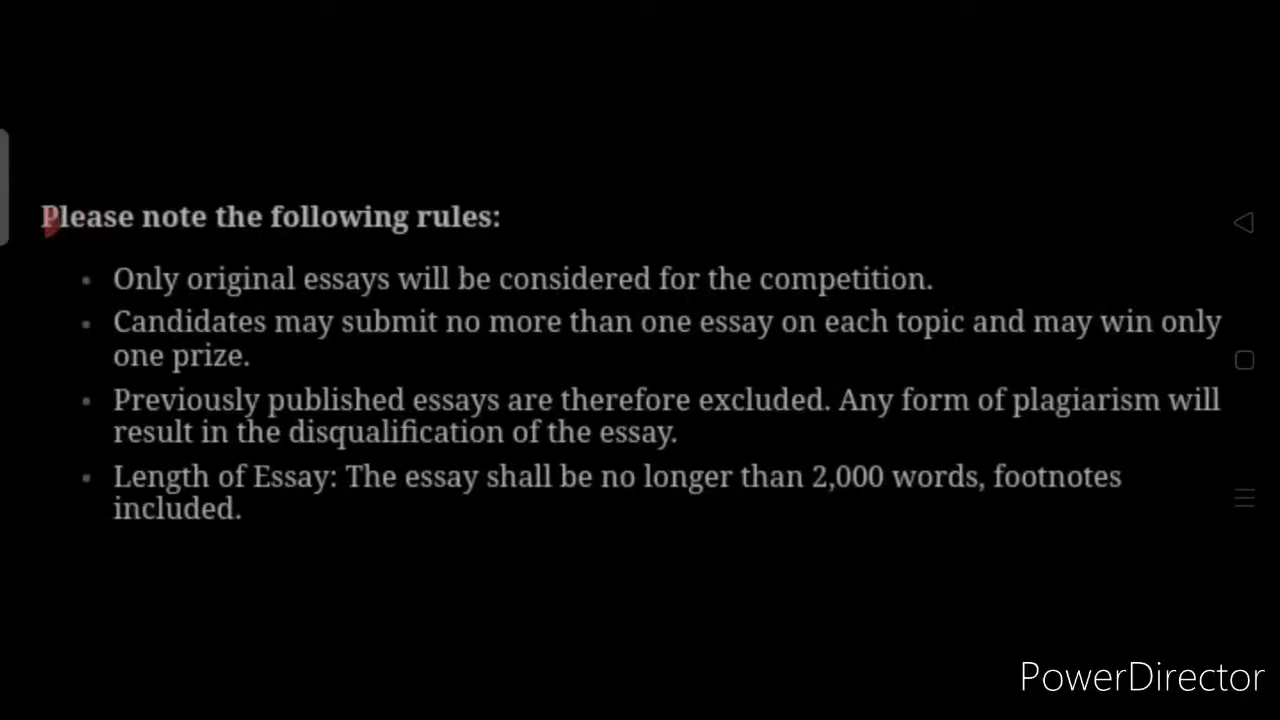 Please note the following rules:
▪ Only original essays will be considered for the competition.
▪ Candidates may submit no more than one essay on each topic and may win only
one prize.
▪ Previously published essays are therefore excluded. Any form of plagiarism will
result in the disqualification of the essay.
▪ Length of Essay: The essay shall be no longer than 2,000 words, footnotes
included.
PowerDirector